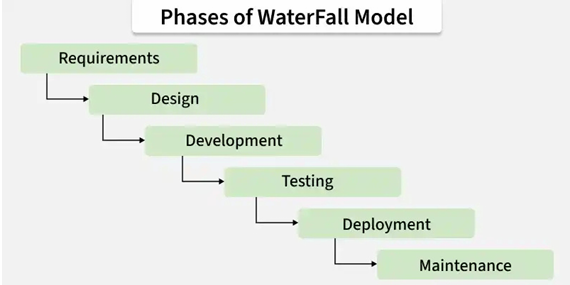 Phases of WaterFall Model
Requirements
Design
Development
Testing
Deployment
Maintenance